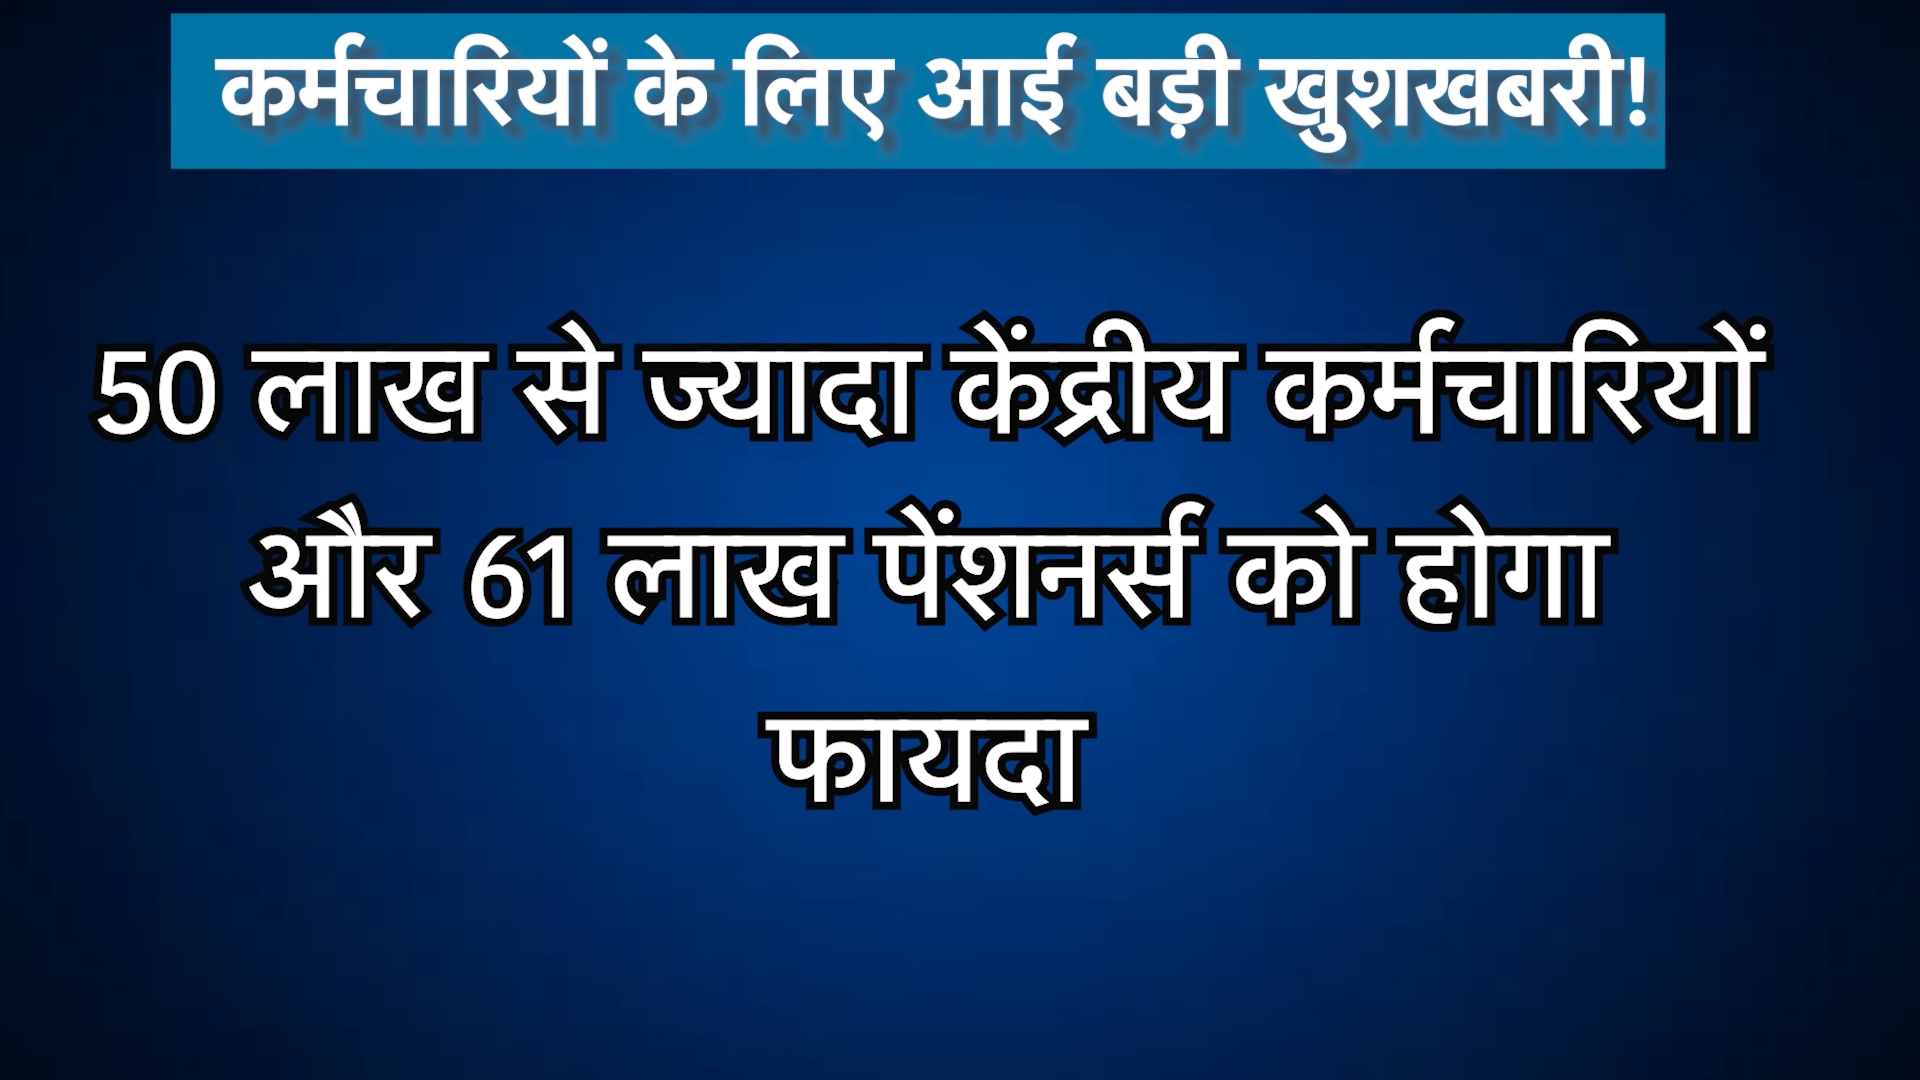 कर्मचारियों के लिए आई बड़ी खुशखबरी!
50 लाख से ज्यादा केंद्रीय कर्मचारियों
और 61 लाख पेंशनर्स को होगा
फायदा